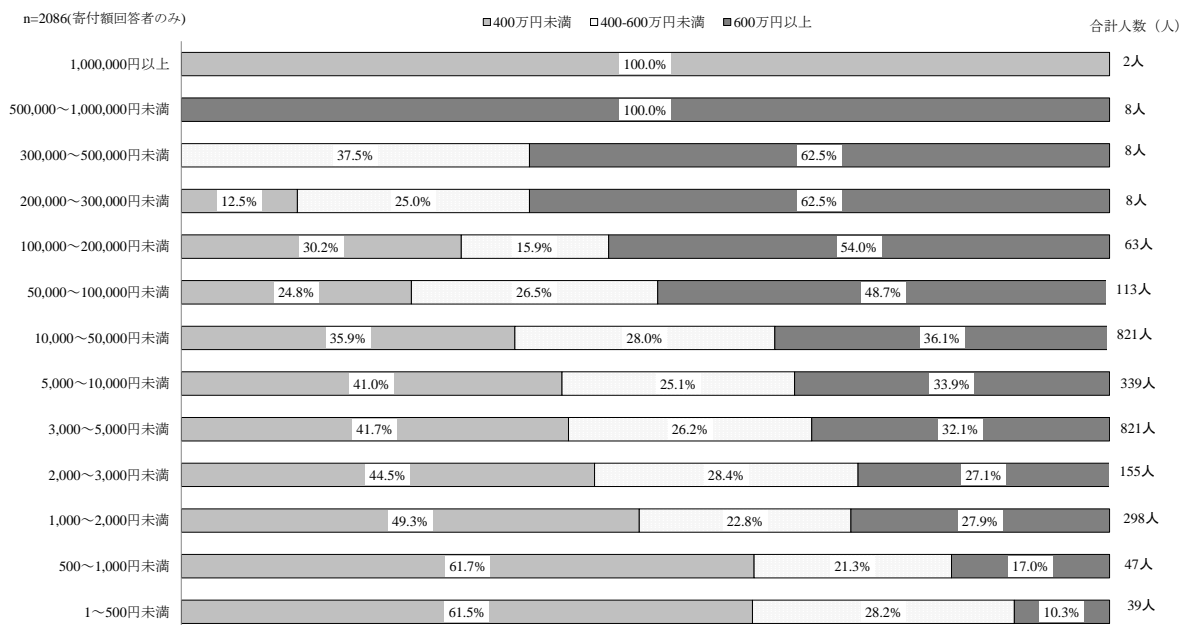 n=2086(寄付額回答者のみ)
400万円未満 400-600万円未満 600万円以上
合計人数（人）
1,000,000円以上 100.0% 2人
500,000～1,000,000円未満 100.0% 8人
300,000～500,000円未満 37.5% 62.5% 8人
200,000～300,000円未満 12.5% 25.0% 62.5% 8人
100,000～200,000円未満 30.2% 15.9% 54.0% 63人
50,000～100,000円未満 24.8% 26.5% 48.7% 113人
10,000～50,000円未満 35.9% 28.0% 36.1% 821人
5,000～10,000円未満 41.0% 25.1% 33.9% 339人
3,000～5,000円未満 41.7% 26.2% 32.1% 821人
2,000～3,000円未満 44.5% 28.4% 27.1% 155人
1,000～2,000円未満 49.3% 22.8% 27.9% 298人
500～1,000円未満 61.7% 21.3% 17.0% 47人
1～500円未満 61.5% 28.2% 10.3% 39人